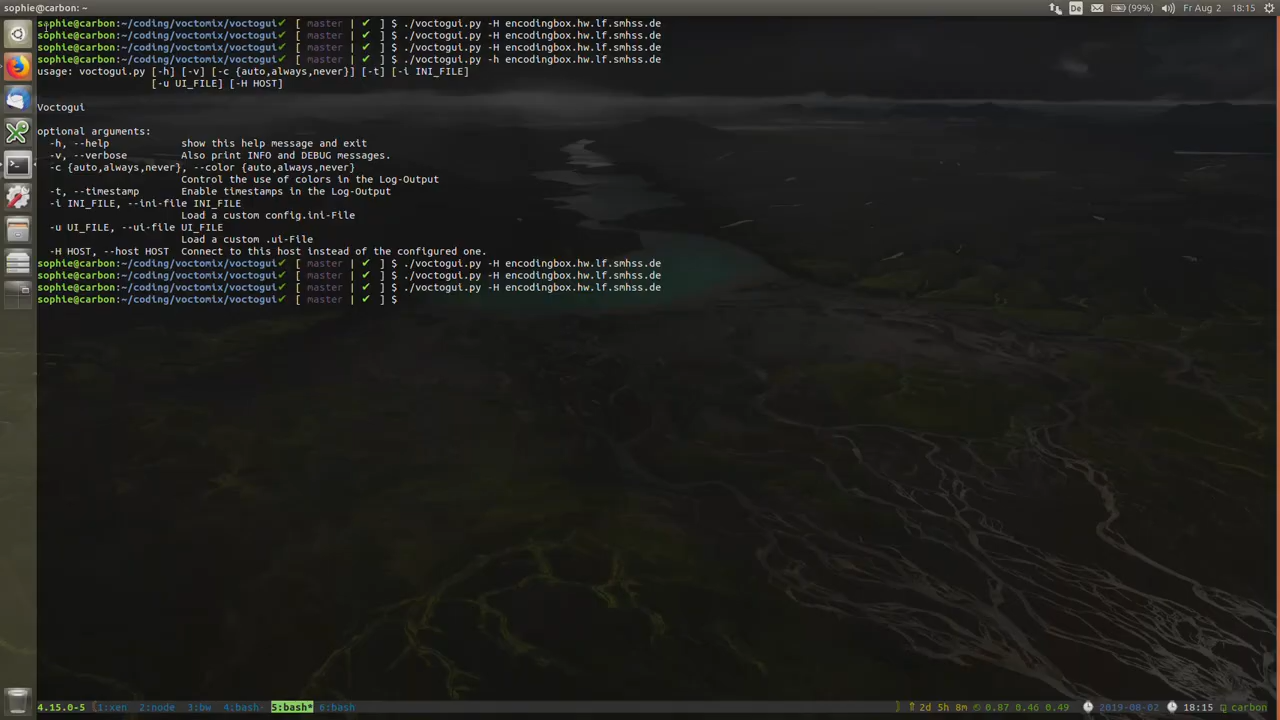 sophie@carbon: ~
De (99%) Fri Aug 2 18:15
sophie@carbon:~/coding/voctomix/voctogui✔ [ master | ✔ ] $ ./voctogui.py -H encodingbox.hw.lf.smhss.de
sophie@carbon:~/coding/voctomix/voctogui✔ [ master | ✔ ] $ ./voctogui.py -H encodingbox.hw.lf.smhss.de
sophie@carbon:~/coding/voctomix/voctogui✔ [ master | ✔ ] $ ./voctogui.py -H encodingbox.hw.lf.smhss.de
sophie@carbon:~/coding/voctomix/voctogui✔ [ master | ✔ ] $ ./voctogui.py -h encodingbox.hw.lf.smhss.de
usage: voctogui.py [-h] [-v] [-c {auto,always,never}] [-t] [-i INI_FILE]
[-u UI_FILE] [-H HOST]
Voctogui
optional arguments:
-h, --help show this help message and exit
-v, --verbose Also print INFO and DEBUG messages.
-c {auto,always,never}, --color {auto,always,never}
Control the use of colors in the Log-Output
-t, --timestamp Enable timestamps in the Log-Output
-i INI_FILE, --ini-file INI_FILE
Load a custom config.ini-File
-u UI_FILE, --ui-file UI_FILE
Load a custom .ui-File
-H HOST, --host HOST Connect to this host instead of the configured one.
sophie@carbon:~/coding/voctomix/voctogui✔ [ master | ✔ ] $ ./voctogui.py -H encodingbox.hw.lf.smhss.de
sophie@carbon:~/coding/voctomix/voctogui✔ [ master | ✔ ] $ ./voctogui.py -H encodingbox.hw.lf.smhss.de
sophie@carbon:~/coding/voctomix/voctogui✔ [ master | ✔ ] $ ./voctogui.py -H encodingbox.hw.lf.smhss.de
sophie@carbon:~/coding/voctomix/voctogui✔ [ master | ✔ ] $
4.15.0-5 1:xen 2:node 3:bw 4:bash- 5:bash* 6:bash 2d 5h 8m 0.87 0.46 0.49 2019-08-02 18:15 carbon